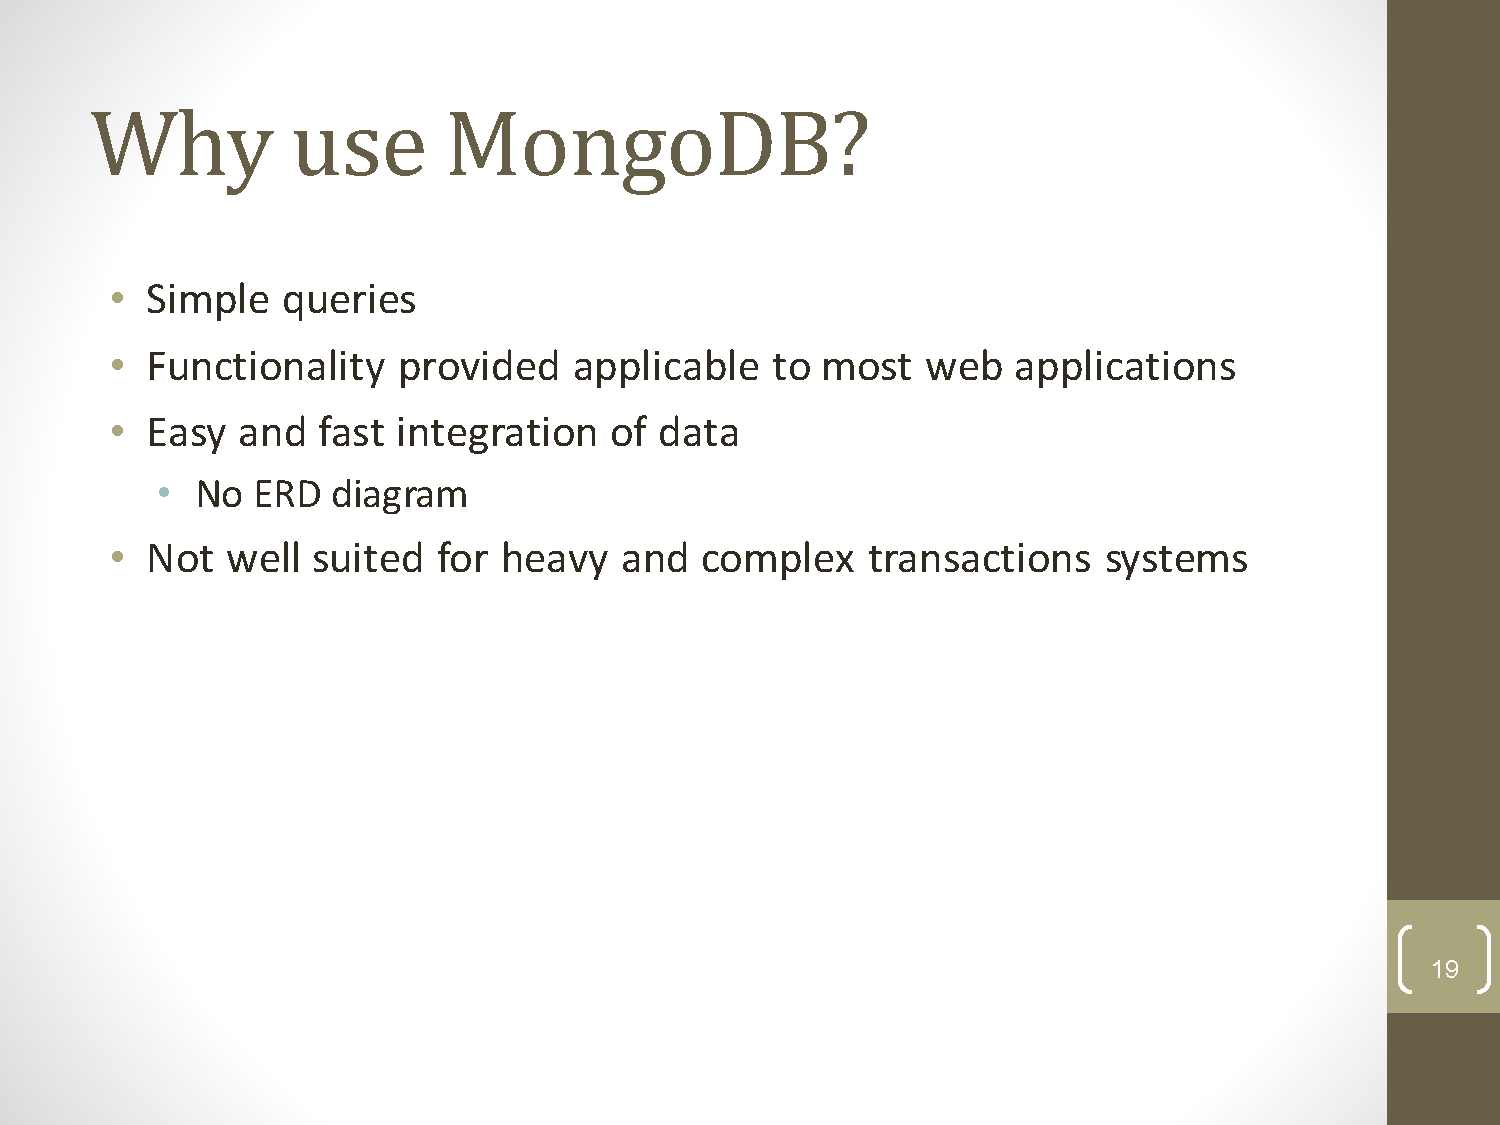 Why use MongoDB?
• Simple queries
• Functionality provided applicable to most web applications
• Easy and fast integration of data
• No ERD diagram
• Not well suited for heavy and complex transactions systems
19